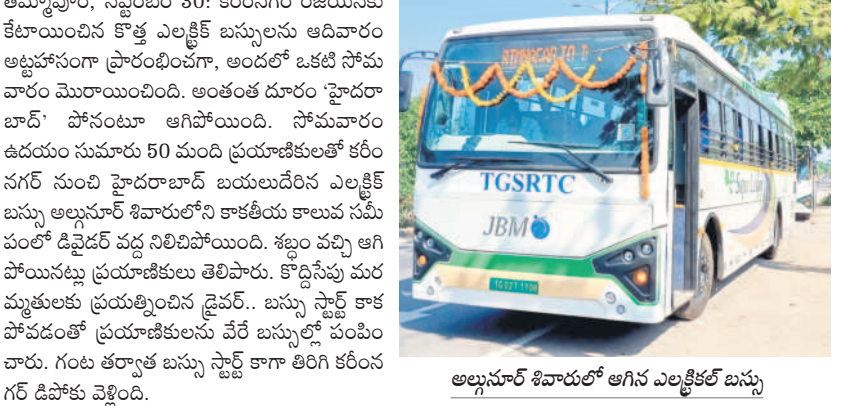 తిమ్మాపూర్, సెప్టెంబర్ 30: కరీంనగర్ రీజియన్‌కు
కేటాయించిన కొత్త ఎలక్ట్రిక్ బస్సులను ఆదివారం
అట్టహాసంగా ప్రారంభించగా, అందలో ఒకటి సోమ
వారం మొరాయించింది. అంతంత దూరం ‘హైదరా
బాద్’ పోనంటూ ఆగిపోయింది. సోమవారం
ఉదయం సుమారు 50 మంది ప్రయాణికులతో కరీం
నగర్ నుంచి హైదరాబాద్ బయలుదేరిన ఎలక్ట్రిక్
బస్సు అల్గునూర్ శివారులోని కాకతీయ కాలువ సమీ
పంలో డివైడర్ వద్ద నిలిచిపోయింది. శబ్దం వచ్చి ఆగి
పోయినట్లు ప్రయాణికులు తెలిపారు. కొద్దిసేపు మర
మ్మతులకు ప్రయత్నించిన డ్రైవర్.. బస్సు స్టార్ట్ కాక
పోవడంతో ప్రయాణికులను వేరే బస్సుల్లో పంపిం
చారు. గంట తర్వాత బస్సు స్టార్ట్ కాగా తిరిగి కరీంన
గర్ డిపోకు వెళ్లింది.
TGSRTC
JBM
అల్గునూర్ శివారులో ఆగిన ఎలక్ట్రికల్ బస్సు